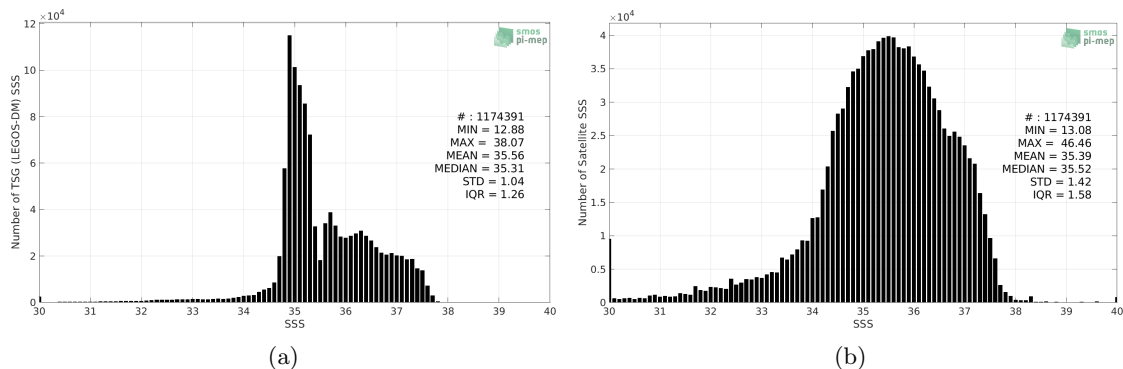 ×10⁴
12
10
8
6
4
2
0
30 31 32 33 34 35 36 37 38 39 40
SSS
Number of TSG (LEGOS-DM) SSS
smos
pi-mep
# : 1174391
MIN = 12.88
MAX = 38.07
MEAN = 35.56
MEDIAN = 35.31
STD = 1.04
IQR = 1.26
(a)
×10⁴
4
3.5
3
2.5
2
1.5
1
0.5
0
30 31 32 33 34 35 36 37 38 39 40
SSS
Number of Satellite SSS
smos
pi-mep
# : 1174391
MIN = 13.08
MAX = 46.46
MEAN = 35.39
MEDIAN = 35.52
STD = 1.42
IQR = 1.58
(b)